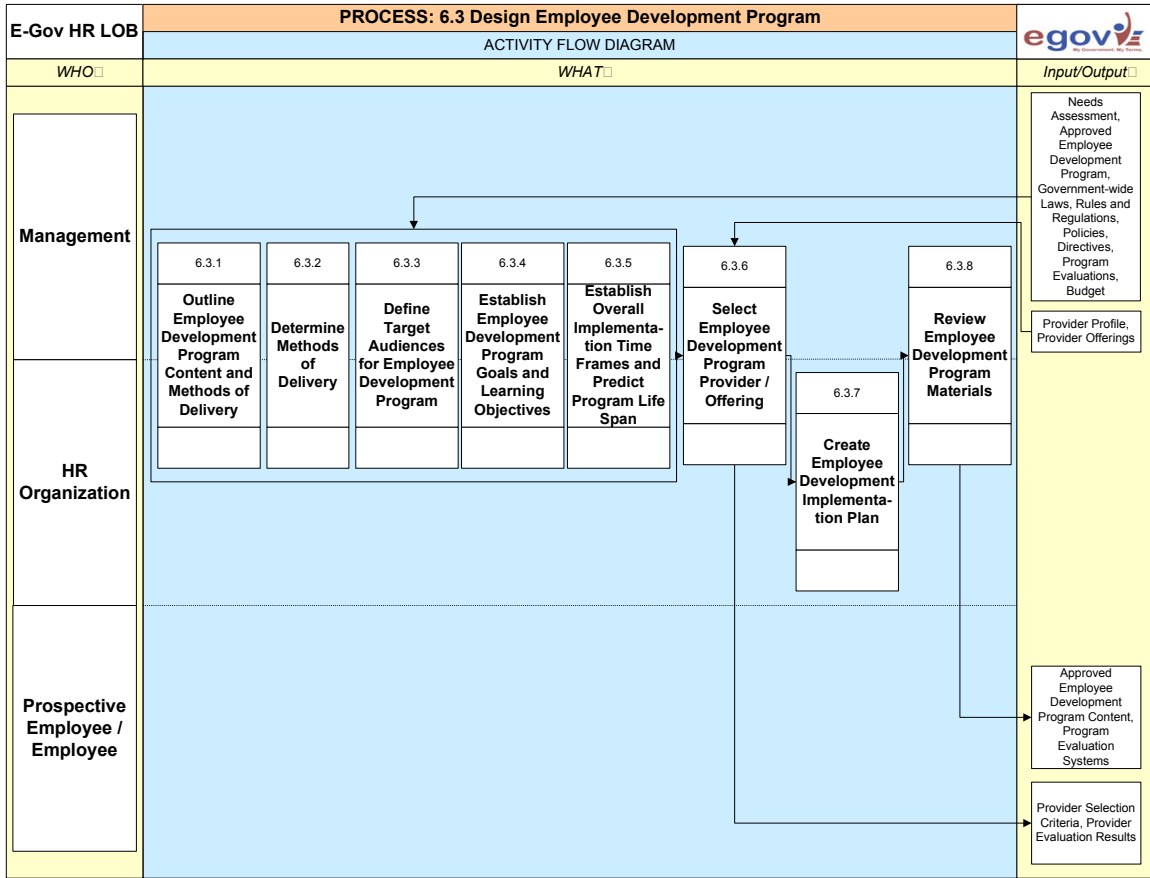 E-Gov HR LOB
PROCESS: 6.3 Design Employee Development Program
ACTIVITY FLOW DIAGRAM
egov
My Government. My Terms.
WHO□
WHAT□
Input/Output□
Management
HR
Organization
Prospective
Employee /
Employee
6.3.1
Outline
Employee
Development
Program
Content and
Methods of
Delivery
6.3.2
Determine
Methods
of
Delivery
6.3.3
Define
Target
Audiences
for Employee
Development
Program
6.3.4
Establish
Employee
Development
Program
Goals and
Learning
Objectives
6.3.5
Establish
Overall
Implementa-
tion Time
Frames and
Predict
Program Life
Span
6.3.6
Select
Employee
Development
Program
Provider /
Offering
6.3.7
Create
Employee
Development
Implementa-
tion Plan
6.3.8
Review
Employee
Development
Program
Materials
Needs
Assessment,
Approved
Employee
Development
Program,
Government-wide
Laws, Rules and
Regulations,
Policies,
Directives,
Program
Evaluations,
Budget
Provider Profile,
Provider Offerings
Approved
Employee
Development
Program Content,
Program
Evaluation
Systems
Provider Selection
Criteria, Provider
Evaluation Results